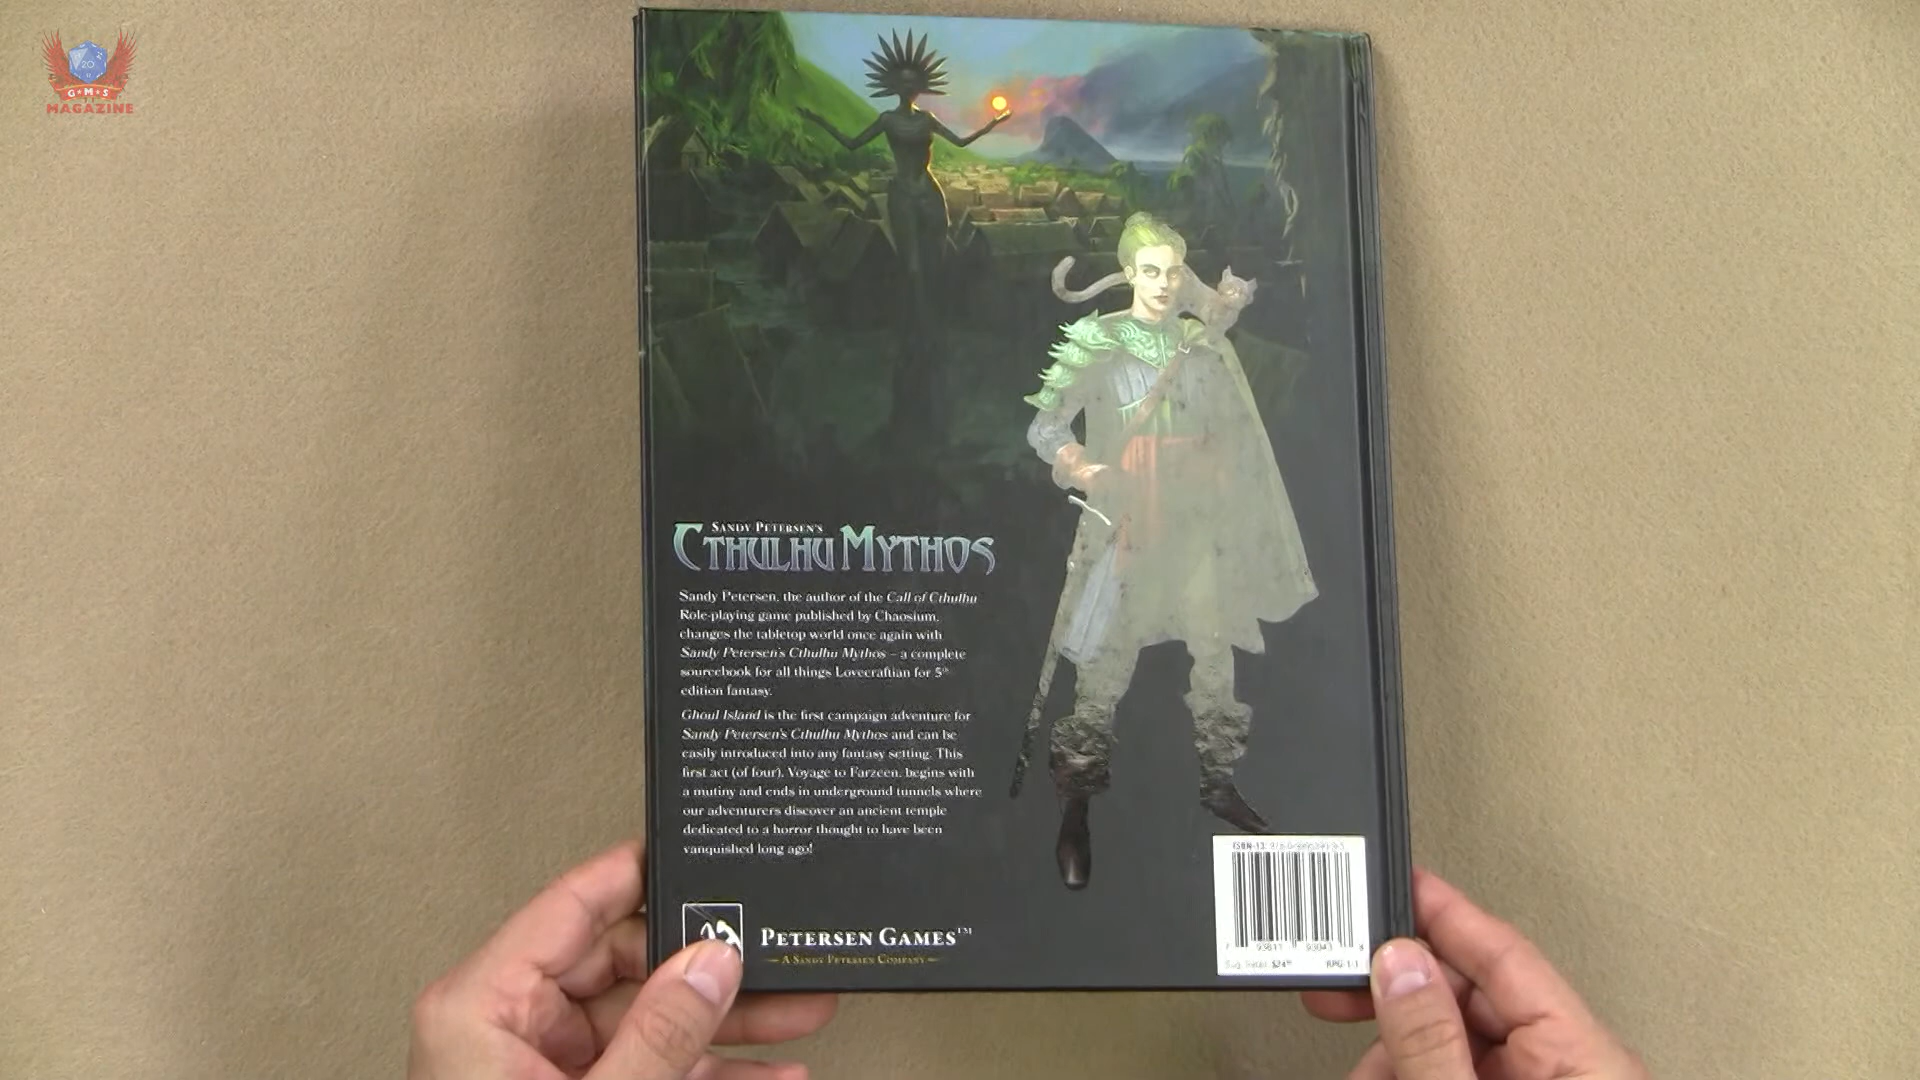 20
G★M★S
MAGAZINE
SANDY PETERSEN'S
CTHULHU MYTHOS
Sandy Petersen, the author of the Call of Cthulhu
Role-playing game published by Chaosium,
changes the tabletop world once again with
Sandy Petersen's Cthulhu Mythos – a complete
sourcebook for all things Lovecraftian for 5th
edition fantasy.
Ghoul Island is the first campaign adventure for
Sandy Petersen's Cthulhu Mythos and can be
easily introduced into any fantasy setting. This
first act (of four), Voyage to Farzeen, begins with
a mutiny and ends in underground tunnels where
our adventurers discover an ancient temple
dedicated to a horror thought to have been
vanquished long ago!
PETERSEN GAMES™
A SANDY PETERSEN COMPANY
ISBN-13:
7 93611 93043 8